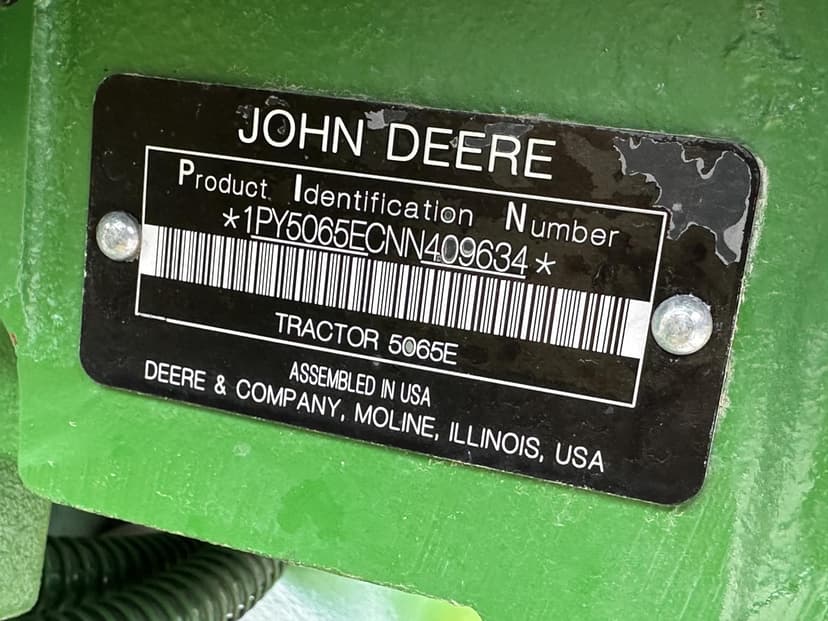 JOHN DEERE
Product Identification Number
*1PY5065ECNN409634*
TRACTOR 5065E
ASSEMBLED IN USA
DEERE & COMPANY, MOLINE, ILLINOIS, USA